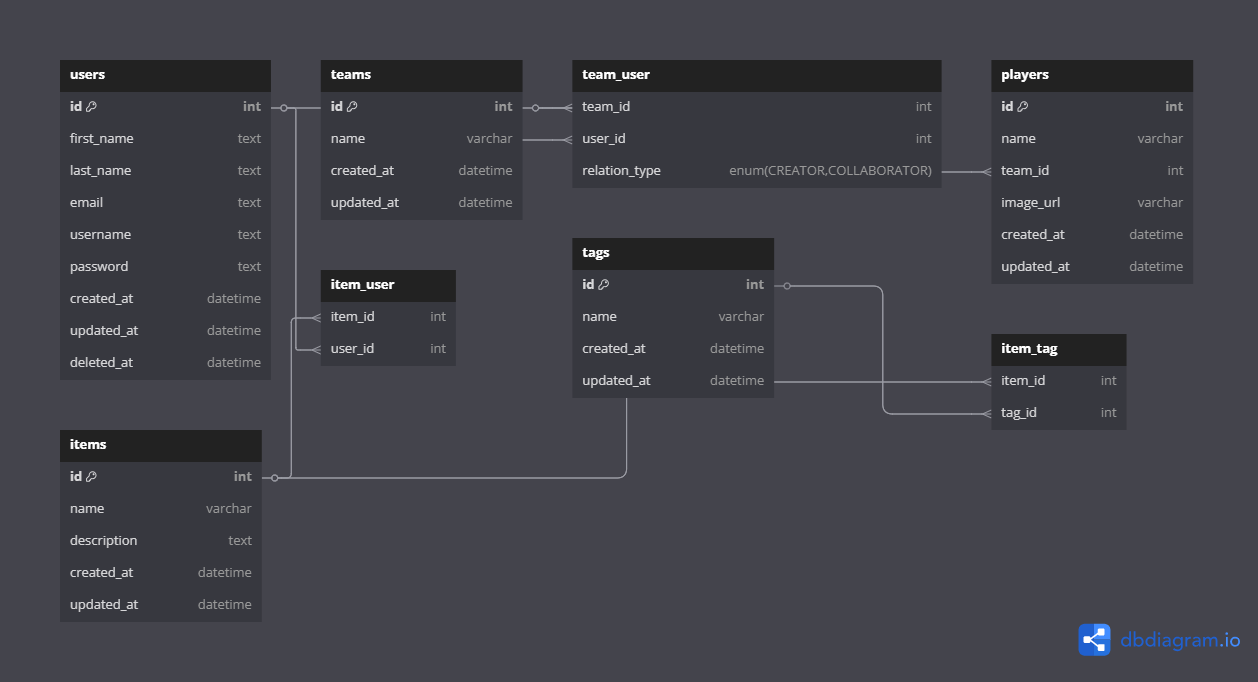 users
id int
first_name text
last_name text
email text
username text
password text
created_at datetime
updated_at datetime
deleted_at datetime
teams
id int
name varchar
created_at datetime
updated_at datetime
team_user
team_id int
user_id int
relation_type enum(CREATOR,COLLABORATOR)
players
id int
name varchar
team_id int
image_url varchar
created_at datetime
updated_at datetime
item_user
item_id int
user_id int
tags
id int
name varchar
created_at datetime
updated_at datetime
item_tag
item_id int
tag_id int
items
id int
name varchar
description text
created_at datetime
updated_at datetime
dbdiagram.io